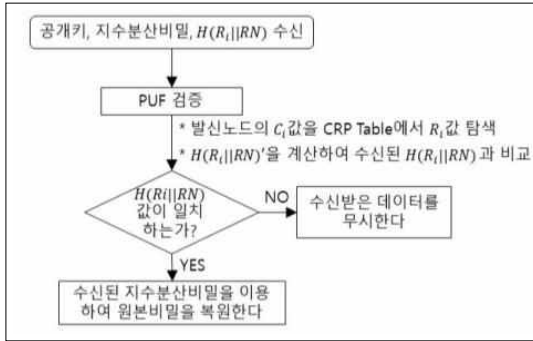 공개키, 지수분산비밀, H(R_i||RN) 수신
PUF 검증
* 발신노드의 C_i값을 CRP Table에서 R_i값 탐색
* H(R_i||RN)'을 계산하여 수신된 H(R_i||RN)과 비교
H(Ri||RN)
값이 일치
하는가?
NO
수신받은 데이터를
무시한다
YES
수신된 지수분산비밀을 이용
하여 원본비밀을 복원한다